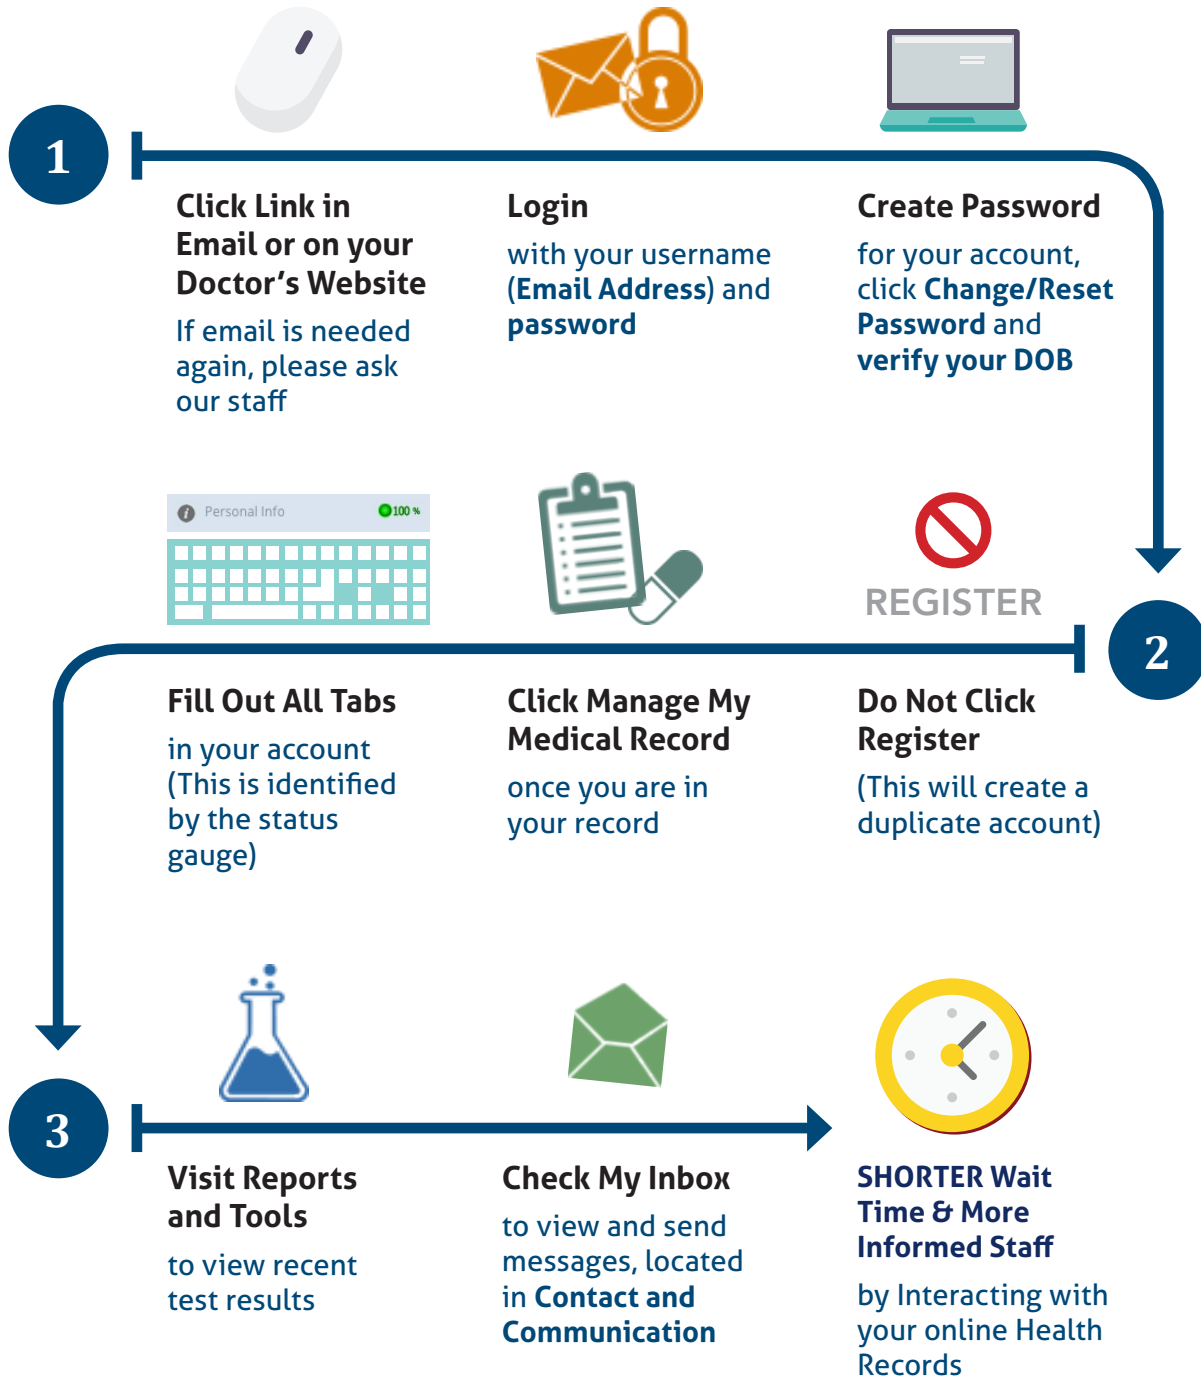 1
Click Link in
Email or on your
Doctor's Website
If email is needed
again, please ask
our staff
Login
with your username
(Email Address) and
password
Create Password
for your account,
click Change/Reset
Password and
verify your DOB
2
REGISTER
Do Not Click
Register
(This will create a
duplicate account)
Click Manage My
Medical Record
once you are in
your record
i Personal Info 100 %
Fill Out All Tabs
in your account
(This is identified
by the status
gauge)
3
Visit Reports
and Tools
to view recent
test results
Check My Inbox
to view and send
messages, located
in Contact and
Communication
SHORTER Wait
Time & More
Informed Staff
by Interacting with
your online Health
Records